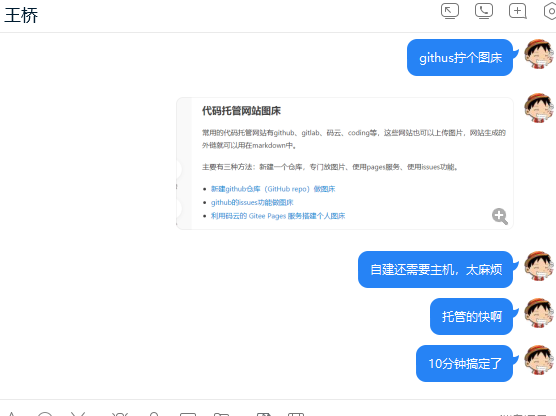 王桥
githus拧个图床
代码托管网站图床
常用的代码托管网站有github、gitlab、码云、coding等，这些网站也可以上传图片，网站生成的
外链就可以用在markdown中。
主要有三种方法：新建一个仓库，专门放图片、使用pages服务、使用issues功能。
新建github仓库（GitHub repo）做图床
github的issues功能做图床
利用码云的 Gitee Pages 服务搭建个人图床
自建还需要主机，太麻烦
托管的快啊
10分钟搞定了